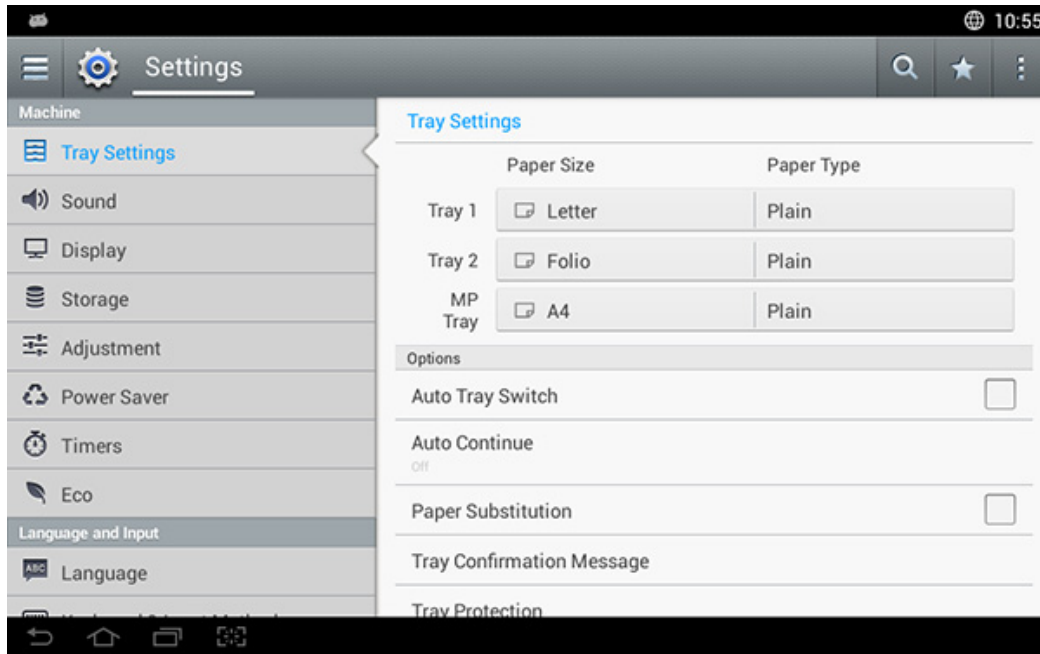 10:55
Settings
Machine
Tray Settings
Sound
Display
Storage
Adjustment
Power Saver
Timers
Eco
Language and Input
ABC
Language
Tray Settings
Paper Size Paper Type
Tray 1 Letter Plain
Tray 2 Folio Plain
MP
Tray A4 Plain
Options
Auto Tray Switch
Auto Continue
Off
Paper Substitution
Tray Confirmation Message
Tray Protection